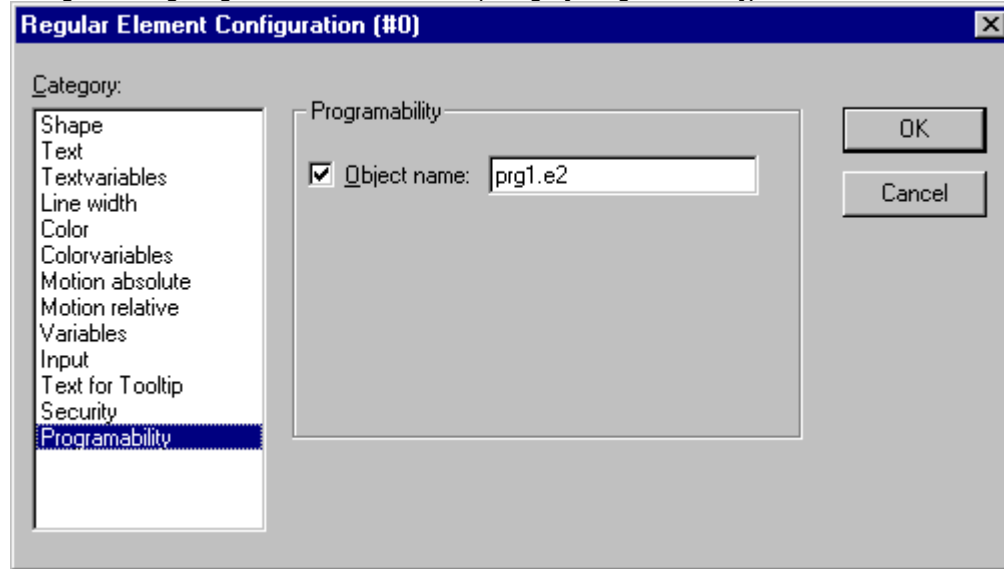 Regular Element Configuration (#0)
Category:
Shape
Text
Textvariables
Line width
Color
Colorvariables
Motion absolute
Motion relative
Variables
Input
Text for Tooltip
Security
Programability
Programability
Object name: prg1.e2
OK
Cancel